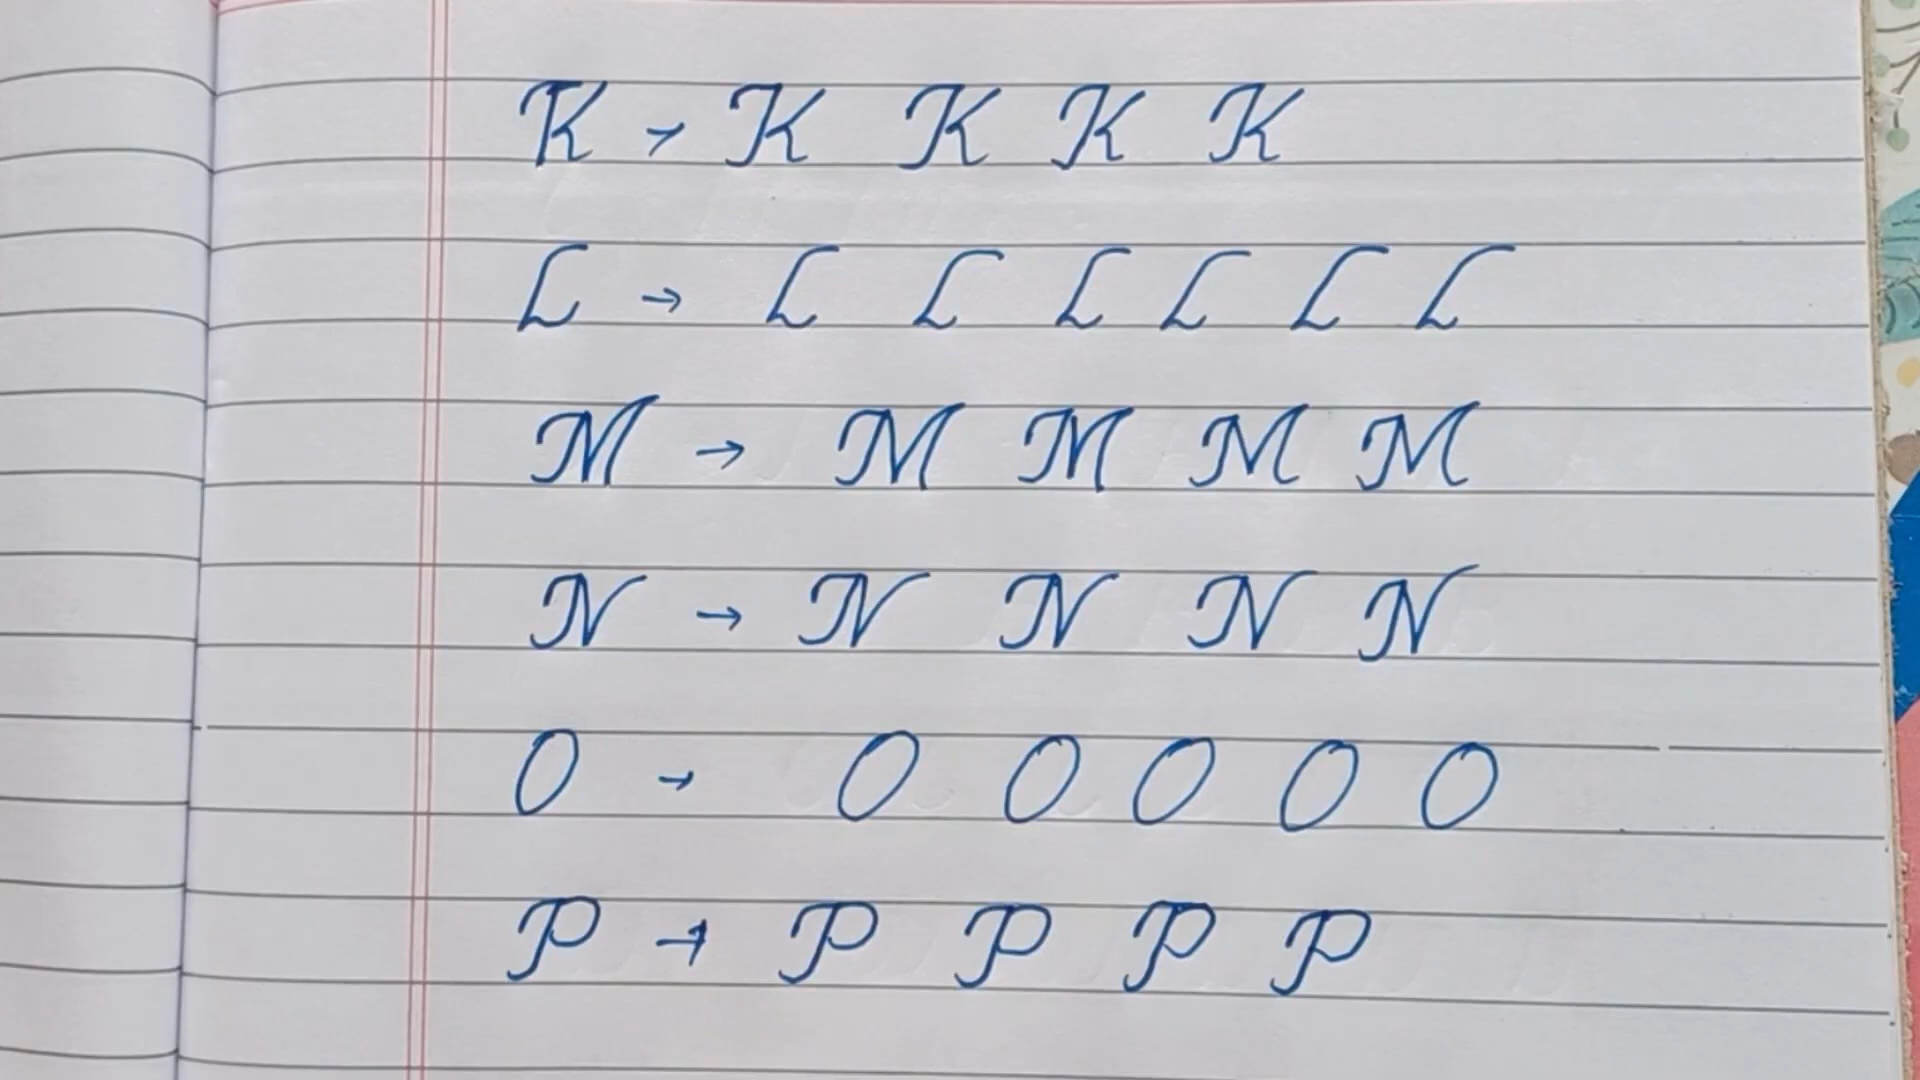 K → K K K K
L → L L L L L L
M → M M M M
N → N N N N
O → O O O O O
P → P P P P